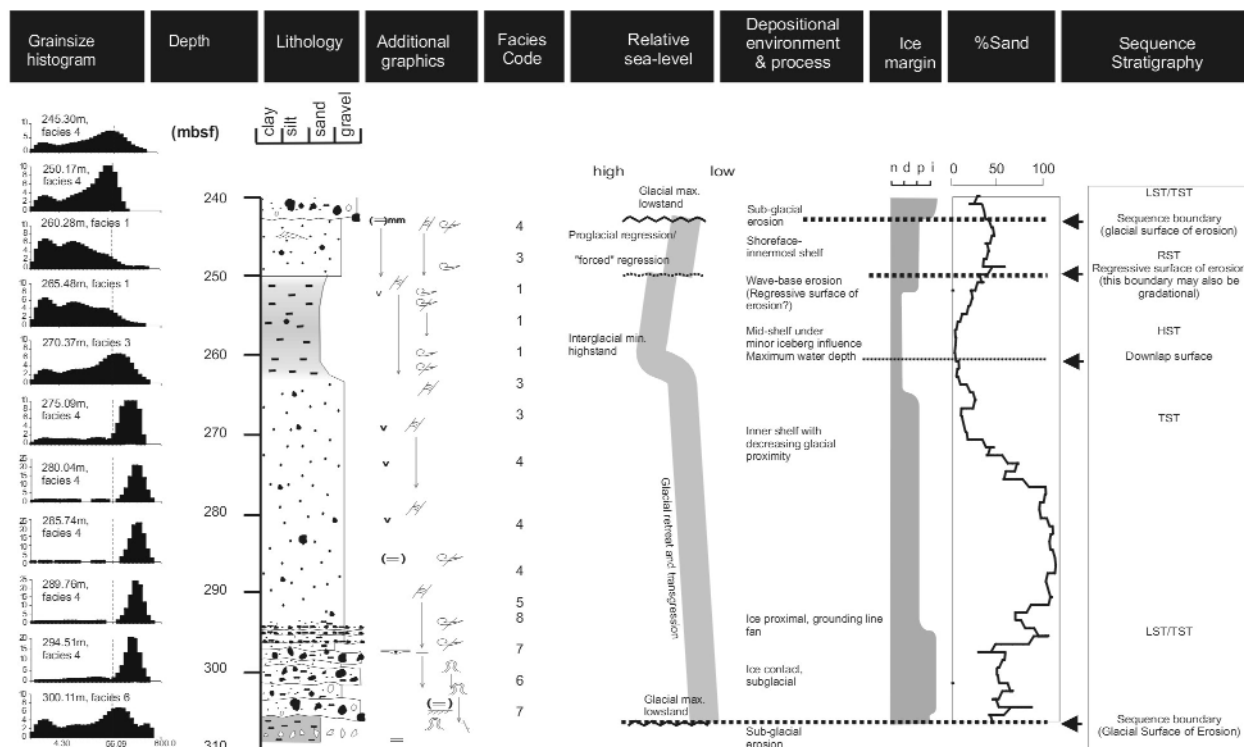 Grainsize
histogram
Depth
Lithology
Additional
graphics
Facies
Code
Relative
sea-level
Depositional
environment
& process
Ice
margin
%Sand
Sequence
Stratigraphy
(mbsf)
clay
silt
sand
gravel
high
low
n d p i
0 50 100
245.30m,
facies 4
250.17m,
facies 4
260.28m, facies 1
265.48m, facies 1
270.37m, facies 3
275.09m,
facies 4
280.04m,
facies 4
285.74m,
facies 4
289.76m,
facies 4
294.51m,
facies 4
300.11m, facies 6
4.30
240
250
260
270
280
290
300
310
(=)mm
v
v
v
v
(=)
(=)
=
4
3
1
1
1
3
3
4
4
4
5
8
7
6
7
Glacial max.
lowstand
Proglacial regression/
"forced" regression
Interglacial min.
highstand
Glacial retreat and transgression
Glacial max.
lowstand
Sub-glacial
erosion
Shoreface-
innermost shelf
Wave-base erosion
(Regressive surface of
erosion?)
Mid-shelf under
minor iceberg influence
Maximum water depth
Inner shelf with
decreasing glacial
proximity
Ice proximal, grounding line
fan
Ice contact,
subglacial
Sub-glacial
erosion
LST/TST
Sequence boundary
(glacial surface of erosion)
RST
Regressive surface of erosion
(this boundary may also be
gradational)
HST
Downlap surface
TST
LST/TST
Sequence boundary
(Glacial Surface of Erosion)